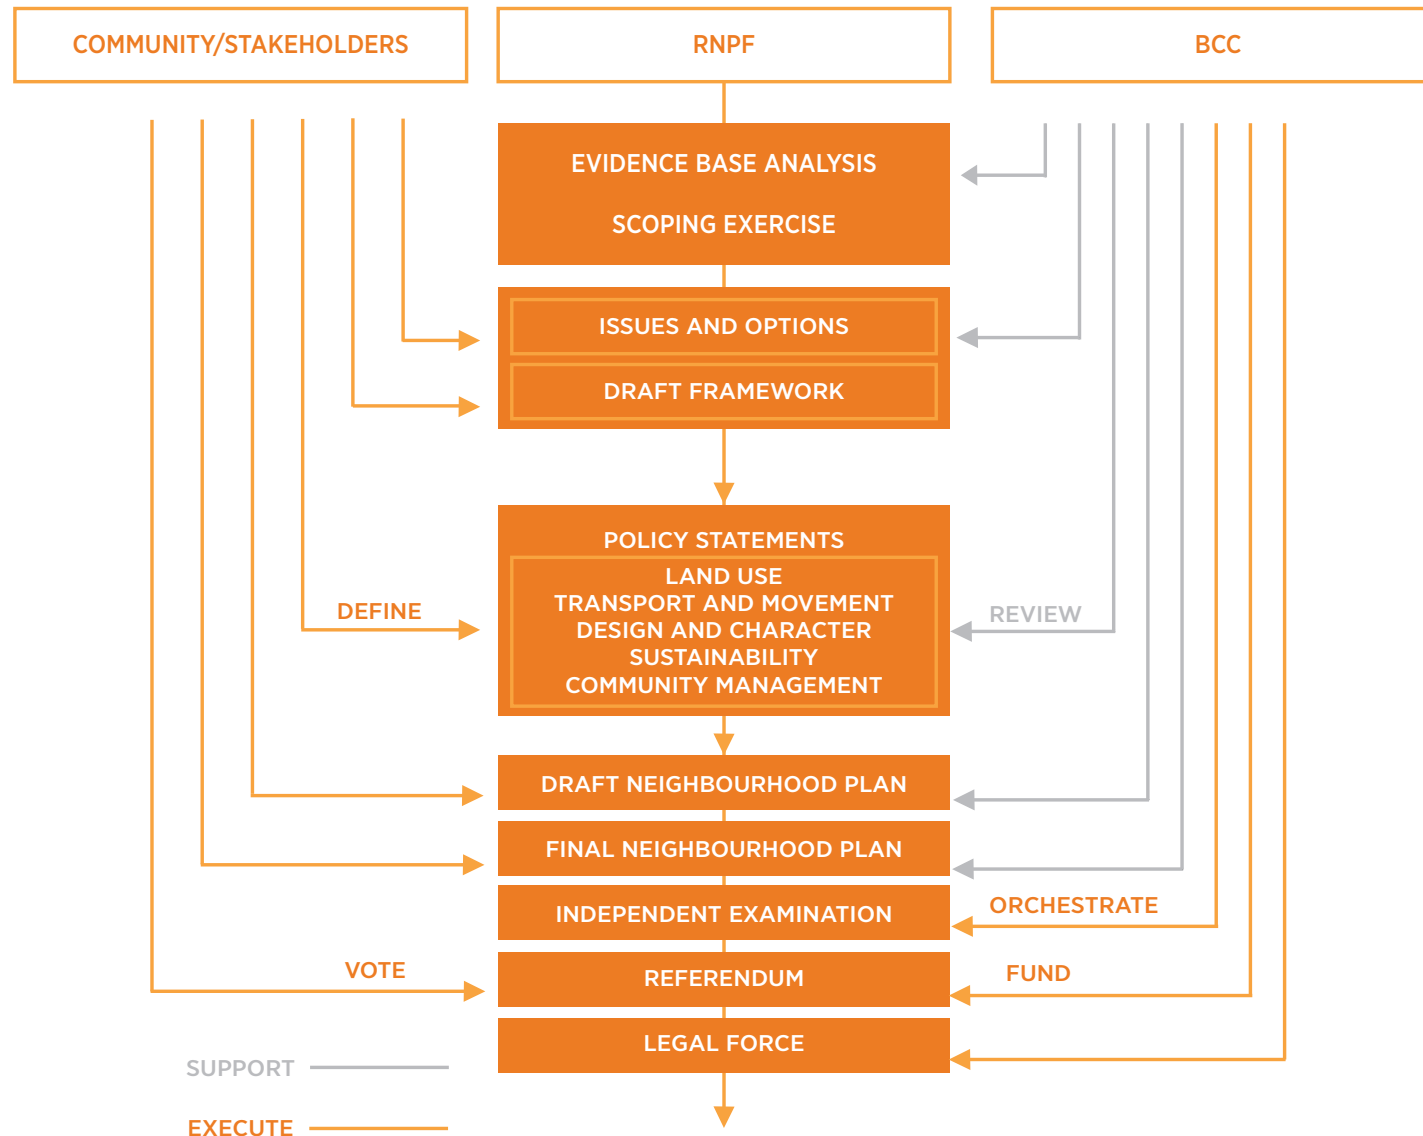 COMMUNITY/STAKEHOLDERS
RNPF
BCC
EVIDENCE BASE ANALYSIS
SCOPING EXERCISE
ISSUES AND OPTIONS
DRAFT FRAMEWORK
POLICY STATEMENTS
LAND USE
TRANSPORT AND MOVEMENT
DESIGN AND CHARACTER
SUSTAINABILITY
COMMUNITY MANAGEMENT
DEFINE
REVIEW
DRAFT NEIGHBOURHOOD PLAN
FINAL NEIGHBOURHOOD PLAN
INDEPENDENT EXAMINATION
ORCHESTRATE
VOTE
REFERENDUM
FUND
LEGAL FORCE
SUPPORT
EXECUTE